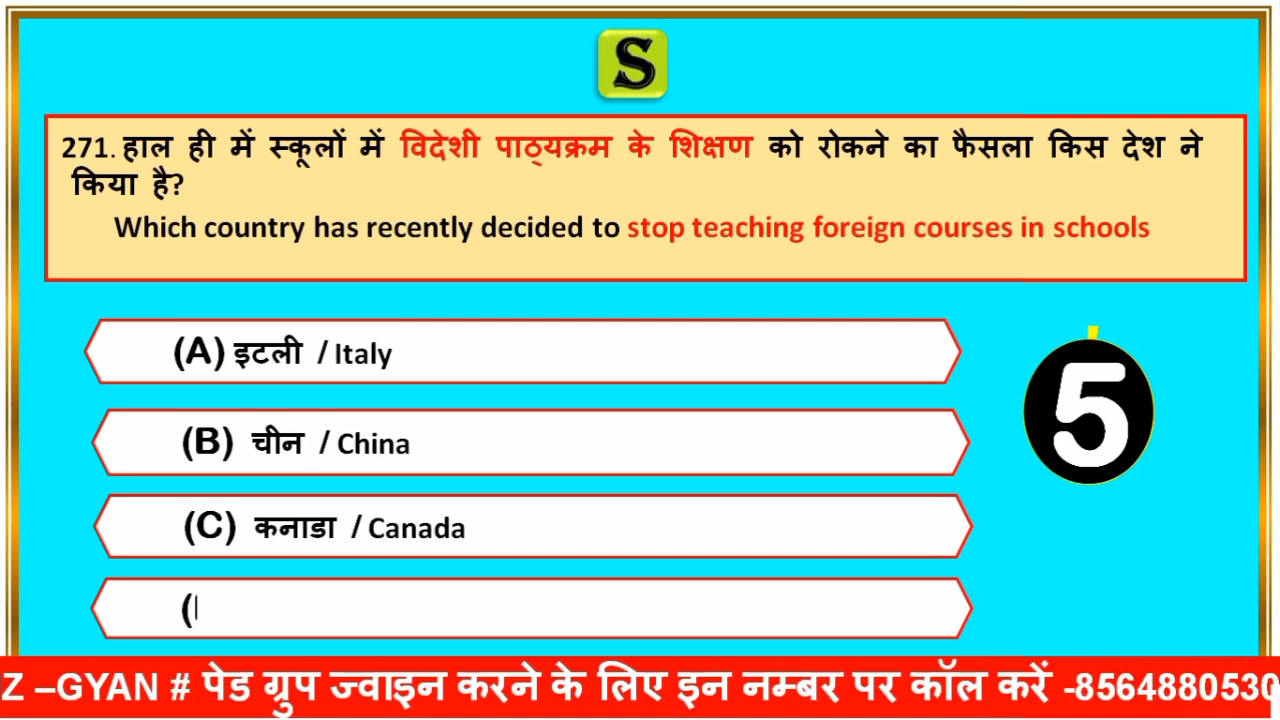 S
271. हाल ही में स्कूलों में विदेशी पाठ्यक्रम के शिक्षण को रोकने का फैसला किस देश ने
किया है?
Which country has recently decided to stop teaching foreign courses in schools
(A) इटली / Italy
5
(B) चीन / China
(C) कनाडा / Canada
(
Z –GYAN # पेड ग्रुप ज्वाइन करने के लिए इन नम्बर पर कॉल करें -8564880530